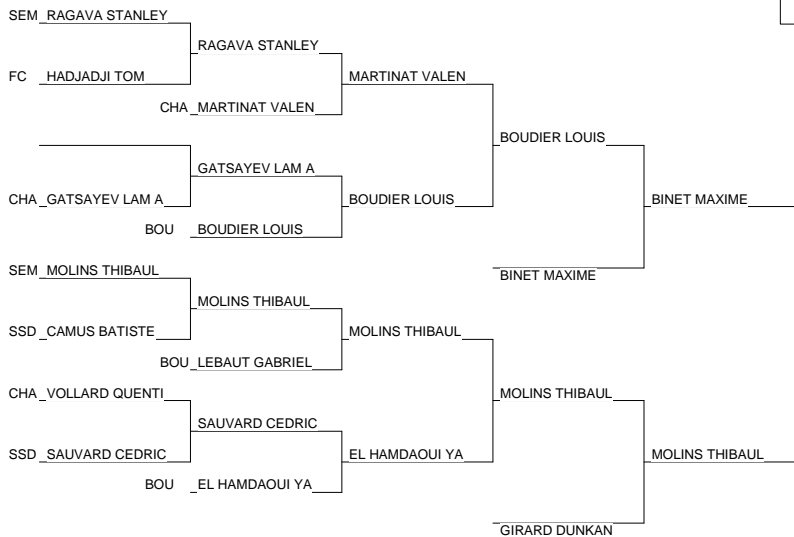 SEM RAGAVA STANLEY
RAGAVA STANLEY
FC HADJADJI TOM
MARTINAT VALEN
CHA MARTINAT VALEN
BOUDIER LOUIS
GATSAYEV LAM A
CHA GATSAYEV LAM A
BOUDIER LOUIS
BINET MAXIME
BOU BOUDIER LOUIS
SEM MOLINS THIBAUL
BINET MAXIME
MOLINS THIBAUL
SSD CAMUS BATISTE
MOLINS THIBAUL
BOU LEBAUT GABRIEL
CHA VOLLARD QUENTI
MOLINS THIBAUL
SAUVARD CEDRIC
SSD SAUVARD CEDRIC
EL HAMDAOUI YA
MOLINS THIBAUL
BOU EL HAMDAOUI YA
GIRARD DUNKAN